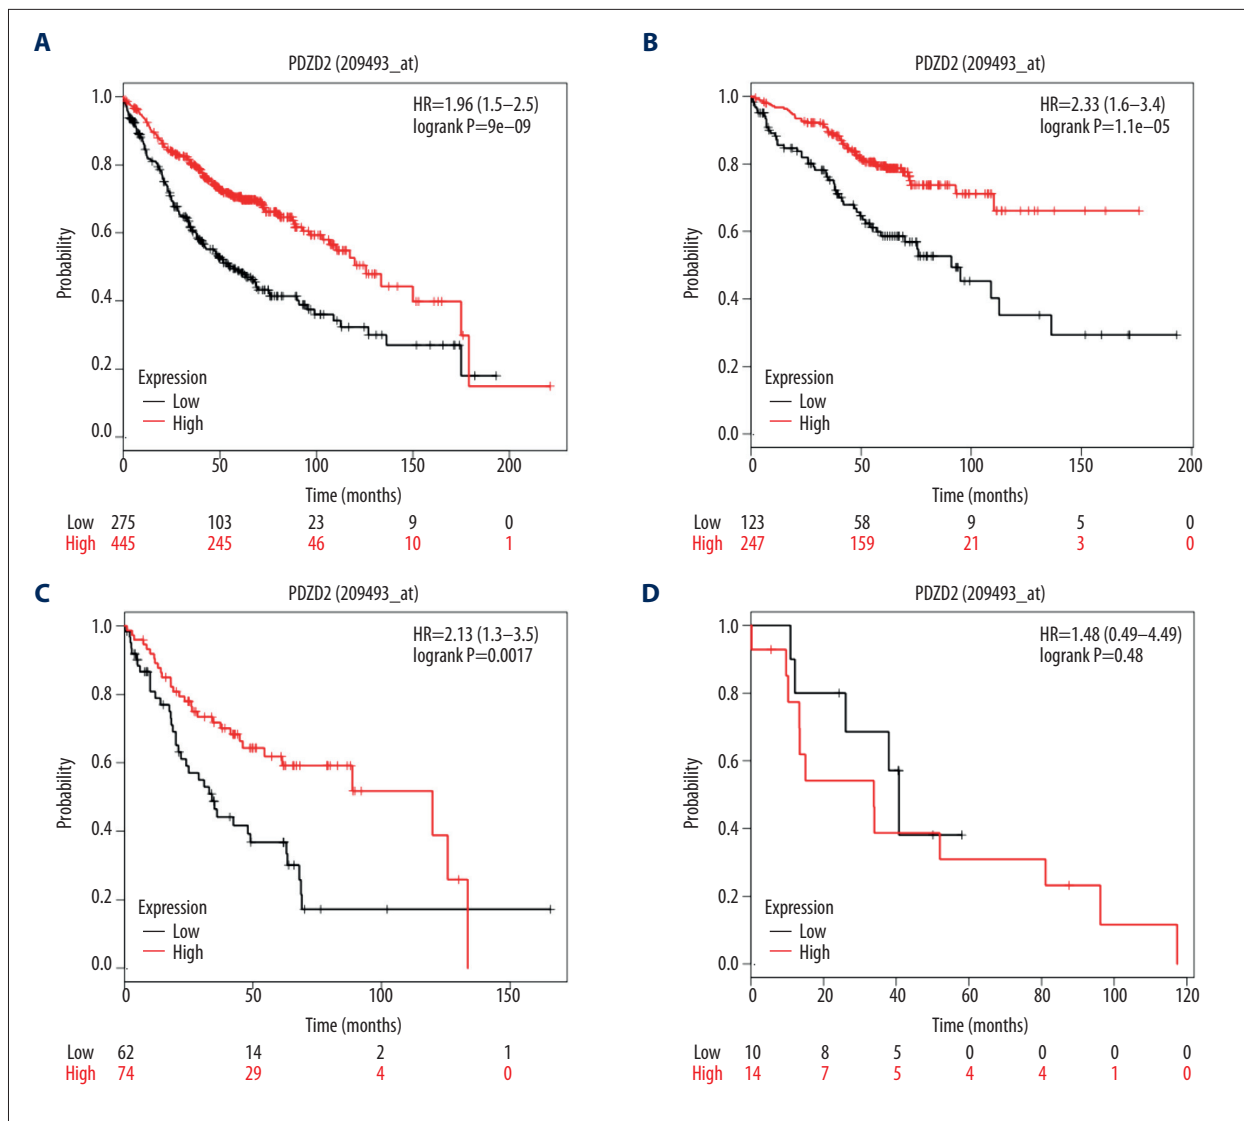 A
PDZD2 (209493_at)
HR=1.96 (1.5–2.5)
logrank P=9e–09
Probability
1.0
0.8
0.6
0.4
0.2
0.0
Expression
Low
High
0 50 100 150 200
Time (months)
Low 275 103 23 9 0
High 445 245 46 10 1
B
PDZD2 (209493_at)
HR=2.33 (1.6–3.4)
logrank P=1.1e–05
Probability
1.0
0.8
0.6
0.4
0.2
0.0
Expression
Low
High
0 50 100 150 200
Time (months)
Low 123 58 9 5 0
High 247 159 21 3 0
C
PDZD2 (209493_at)
HR=2.13 (1.3–3.5)
logrank P=0.0017
Probability
1.0
0.8
0.6
0.4
0.2
0.0
Expression
Low
High
0 50 100 150
Time (months)
Low 62 14 2 1
High 74 29 4 0
D
PDZD2 (209493_at)
HR=1.48 (0.49–4.49)
logrank P=0.48
Probability
1.0
0.8
0.6
0.4
0.2
0.0
Expression
Low
High
0 20 40 60 80 100 120
Time (months)
Low 10 8 5 0 0 0 0
High 14 7 5 4 4 1 0